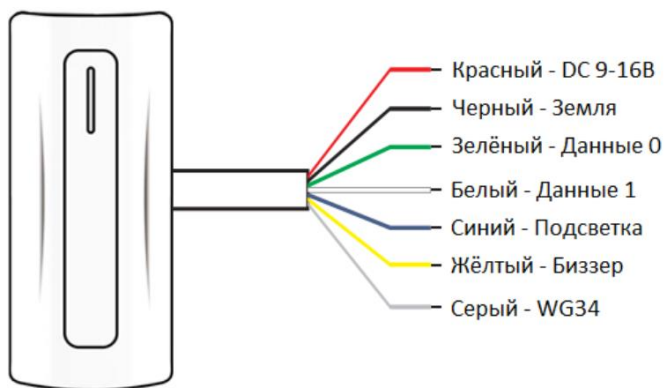 Красный - DC 9-16В
Черный - Земля
Зелёный - Данные 0
Белый - Данные 1
Синий - Подсветка
Жёлтый - Биззер
Серый - WG34